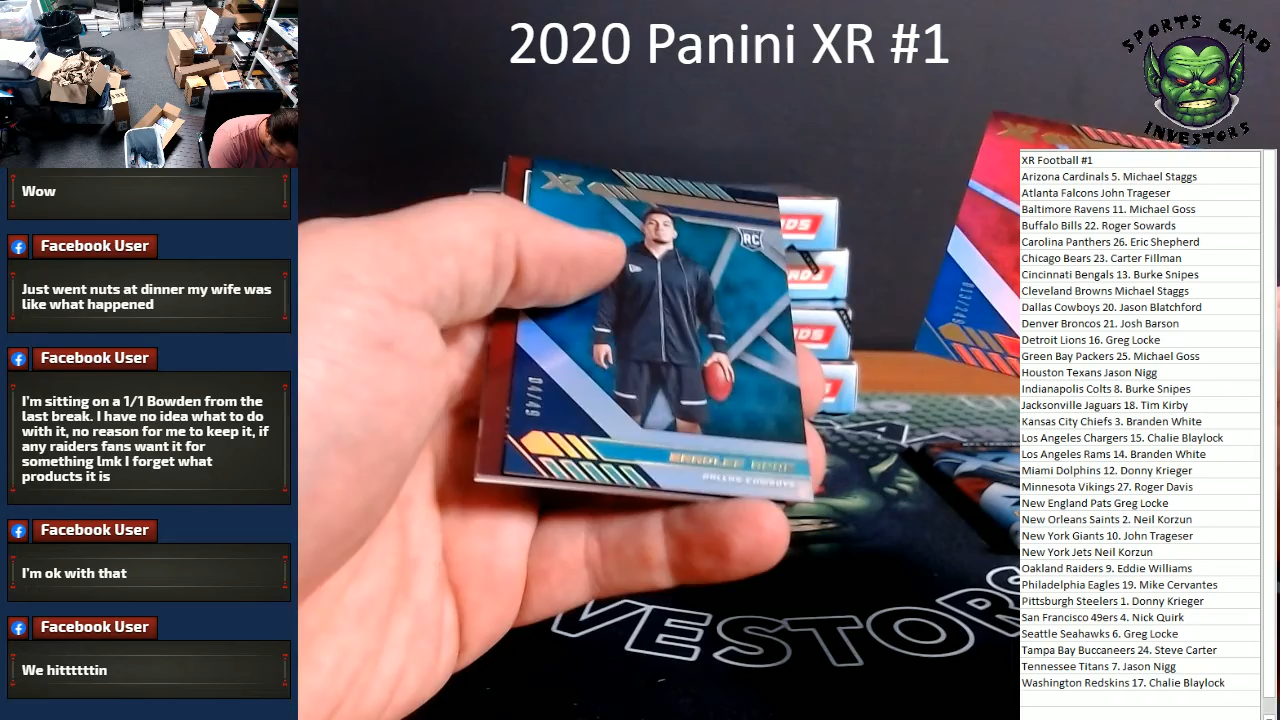 2020 Panini XR #1
SPORTS CARD
INVESTORS
Wow
Facebook User
Just went nuts at dinner my wife was
like what happened
Facebook User
I'm sitting on a 1/1 Bowden from the
last break. I have no idea what to do
with it, no reason for me to keep it, if
any raiders fans want it for
something lmk I forget what
products it is
Facebook User
I'm ok with that
Facebook User
We hittttttin
XR
RC
04/49
BRADLEE ANAE
DALLAS COWBOYS
VESTORS
XR Football #1
Arizona Cardinals 5. Michael Staggs
Atlanta Falcons John Trageser
Baltimore Ravens 11. Michael Goss
Buffalo Bills 22. Roger Sowards
Carolina Panthers 26. Eric Shepherd
Chicago Bears 23. Carter Fillman
Cincinnati Bengals 13. Burke Snipes
Cleveland Browns Michael Staggs
Dallas Cowboys 20. Jason Blatchford
Denver Broncos 21. Josh Barson
Detroit Lions 16. Greg Locke
Green Bay Packers 25. Michael Goss
Houston Texans Jason Nigg
Indianapolis Colts 8. Burke Snipes
Jacksonville Jaguars 18. Tim Kirby
Kansas City Chiefs 3. Branden White
Los Angeles Chargers 15. Chalie Blaylock
Los Angeles Rams 14. Branden White
Miami Dolphins 12. Donny Krieger
Minnesota Vikings 27. Roger Davis
New England Pats Greg Locke
New Orleans Saints 2. Neil Korzun
New York Giants 10. John Trageser
New York Jets Neil Korzun
Oakland Raiders 9. Eddie Williams
Philadelphia Eagles 19. Mike Cervantes
Pittsburgh Steelers 1. Donny Krieger
San Francisco 49ers 4. Nick Quirk
Seattle Seahawks 6. Greg Locke
Tampa Bay Buccaneers 24. Steve Carter
Tennessee Titans 7. Jason Nigg
Washington Redskins 17. Chalie Blaylock